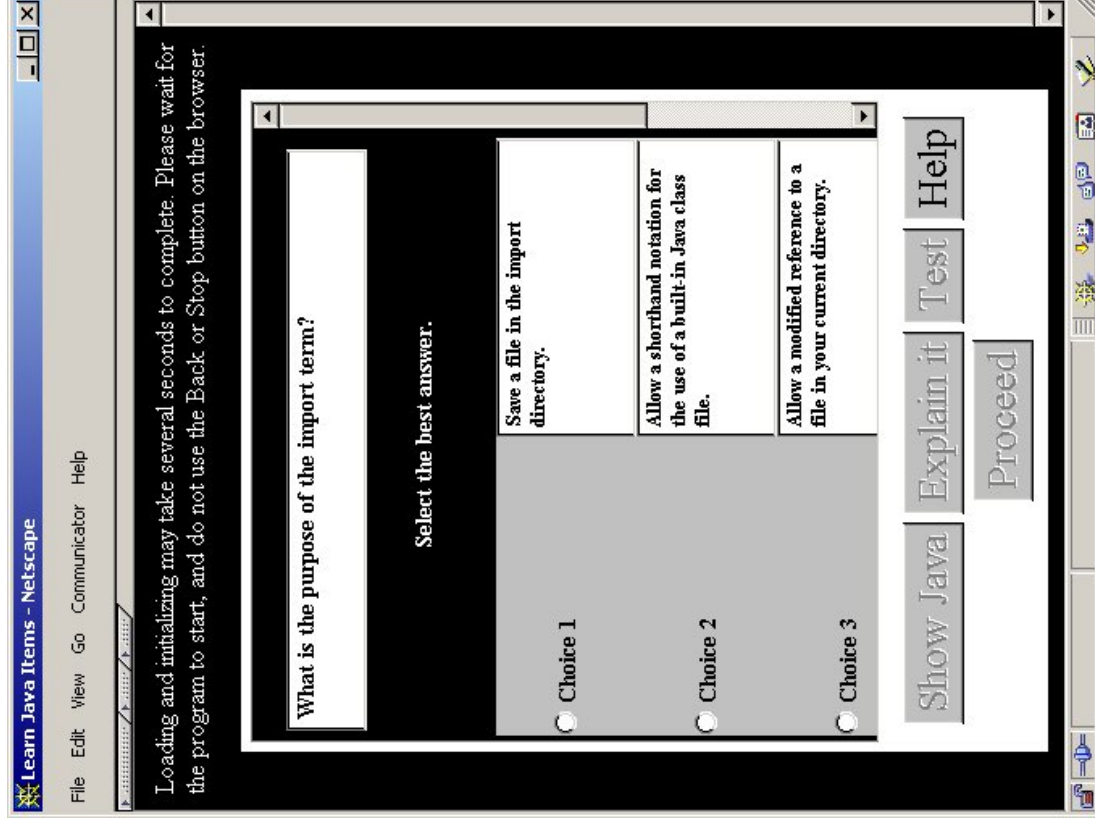 Learn Java Items - Netscape
File Edit View Go Communicator Help
Loading and initializing may take several seconds to complete. Please wait for
the program to start, and do not use the Back or Stop button on the browser.
What is the purpose of the import term?
Select the best answer.
Choice 1
Save a file in the import
directory.
Choice 2
Allow a shorthand notation for
the use of a built-in Java class
file.
Choice 3
Allow a modified reference to a
file in your current directory.
Show Java Explain it Test Help
Proceed